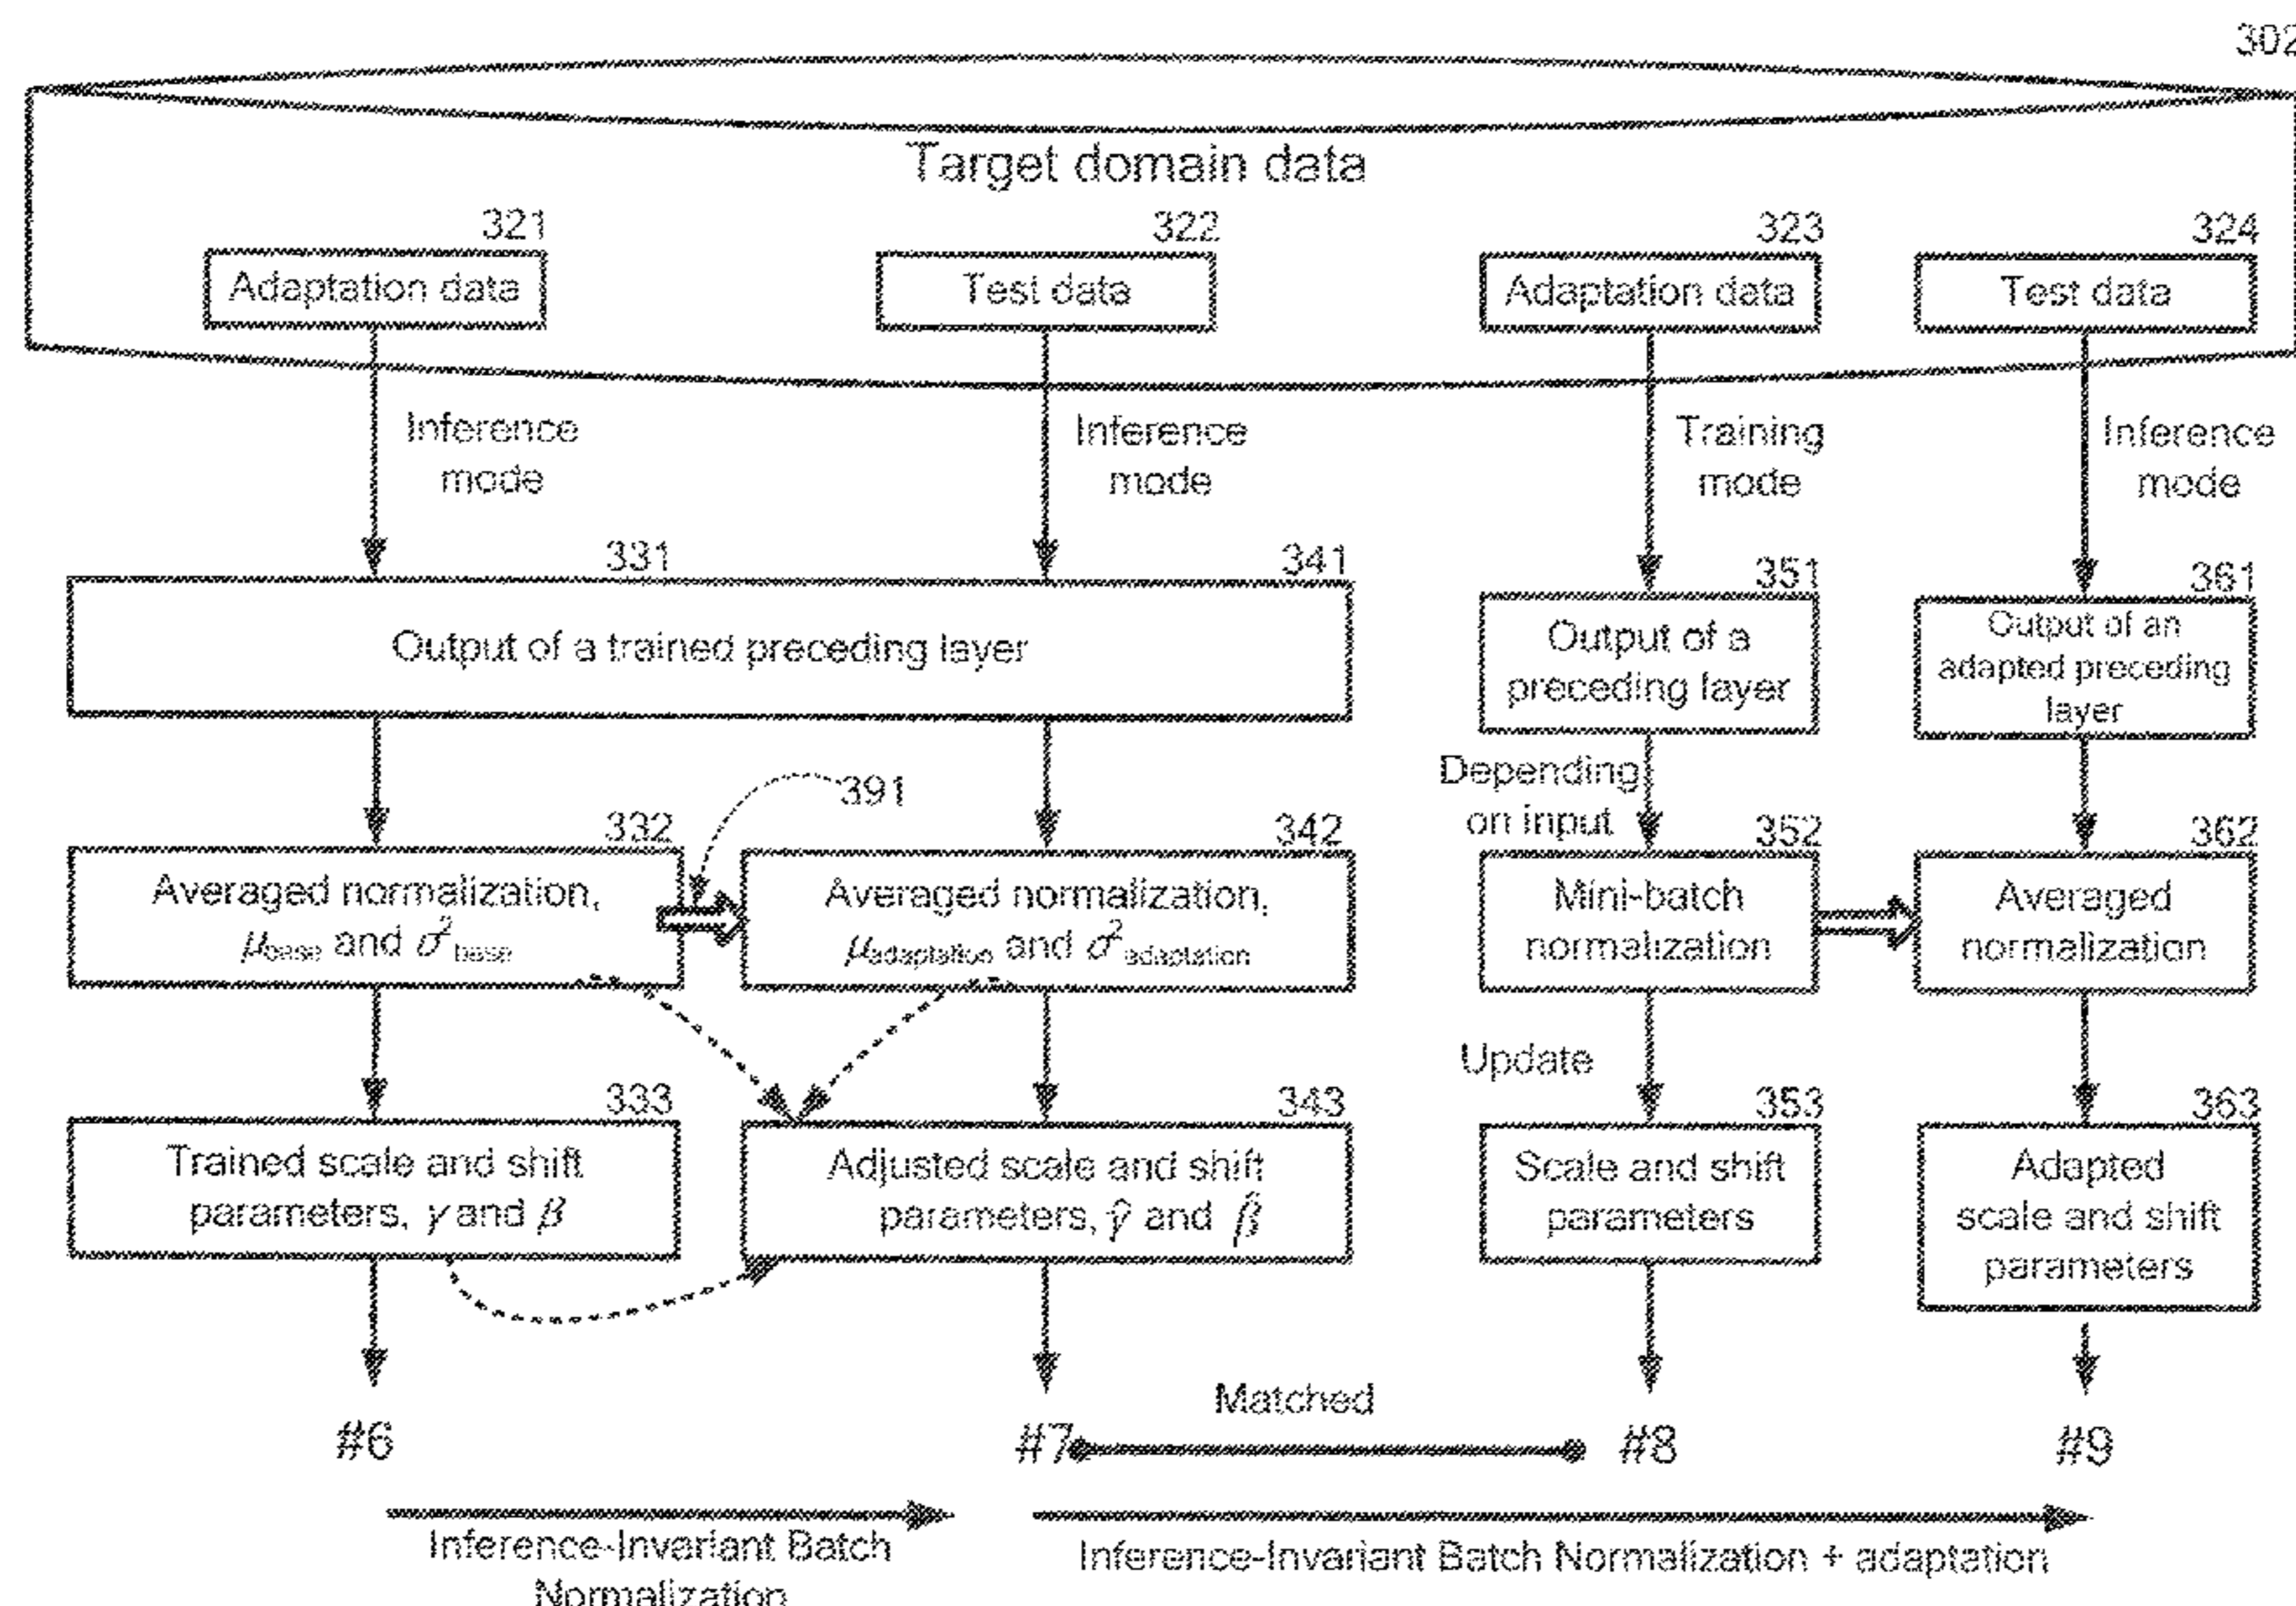 302
Target domain data
321
322
323
324
Adaptation data
Test data
Adaptation data
Test data
Inference
mode
Inference
mode
Training
mode
Inference
mode
331
341
351
361
Output of a trained preceding layer
Output of a
preceding layer
Output of an
adapted preceding
layer
391
Depending
on input
332
342
352
362
Averaged normalization,
μbase and σ²base
Averaged normalization,
μadaptation and σ²adaptation
Mini-batch
normalization
Averaged
normalization
Update
333
343
353
363
Trained scale and shift
parameters, γ and β
Adjusted scale and shift
parameters, γ̂ and β̂
Scale and shift
parameters
Adapted
scale and shift
parameters
Matched
#6
#7
#8
#9
Inference-Invariant Batch
Normalization
Inference-Invariant Batch Normalization + adaptation